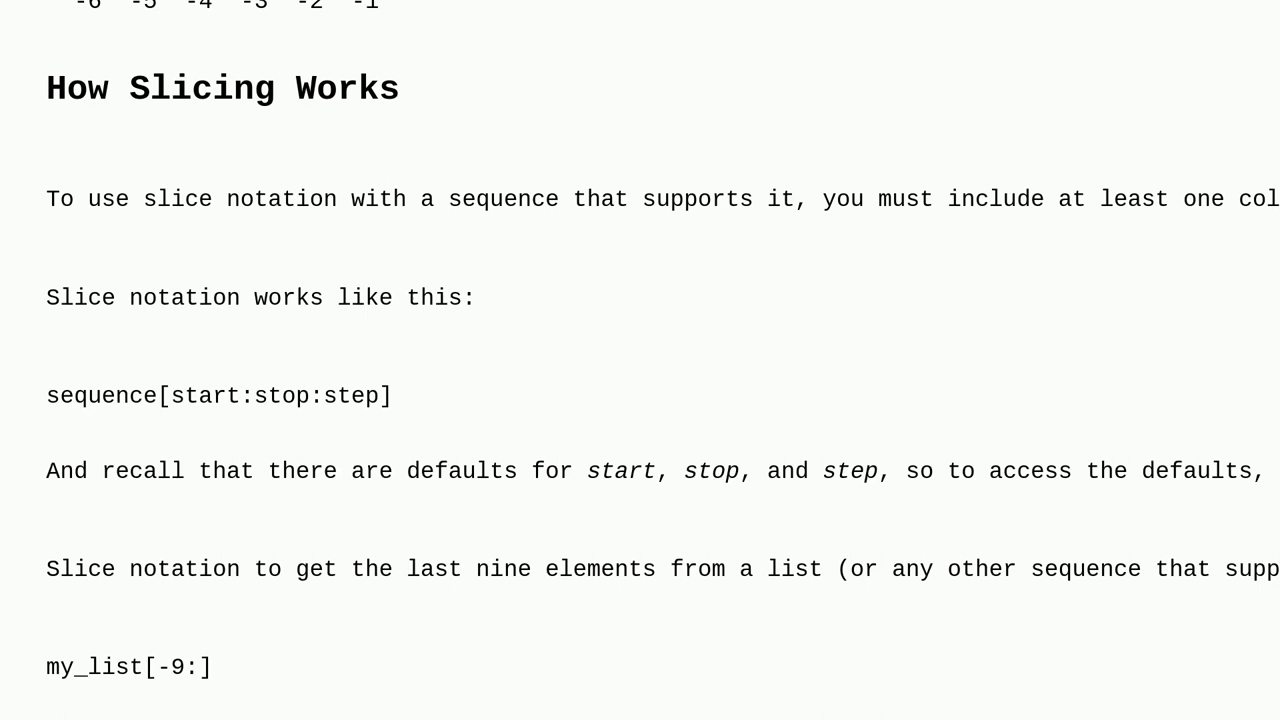 -6 -5 -4 -3 -2 -1
How Slicing Works
To use slice notation with a sequence that supports it, you must include at least one col
Slice notation works like this:
sequence[start:stop:step]
And recall that there are defaults for start, stop, and step, so to access the defaults,
Slice notation to get the last nine elements from a list (or any other sequence that supp
my_list[-9:]